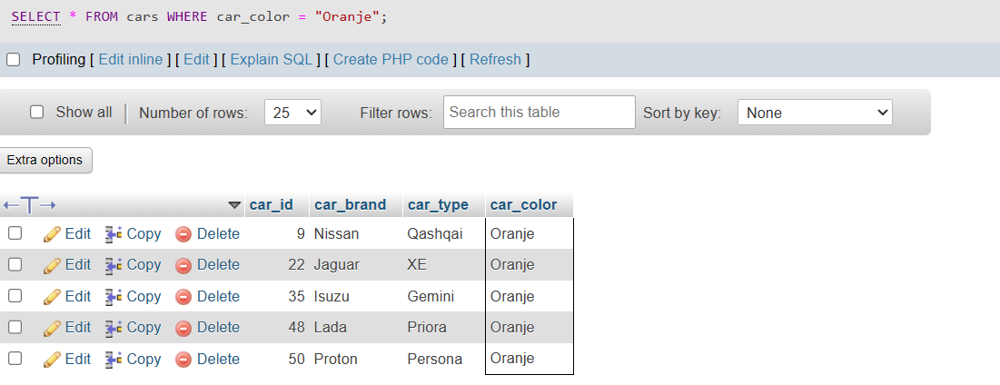 SELECT * FROM cars WHERE car_color = "Oranje";
Profiling [ Edit inline ] [ Edit ] [ Explain SQL ] [ Create PHP code ] [ Refresh ]
Show all Number of rows: 25 Filter rows: Search this table Sort by key: None
Extra options
car_id car_brand car_type car_color
Edit Copy Delete 9 Nissan Qashqai Oranje
Edit Copy Delete 22 Jaguar XE Oranje
Edit Copy Delete 35 Isuzu Gemini Oranje
Edit Copy Delete 48 Lada Priora Oranje
Edit Copy Delete 50 Proton Persona Oranje